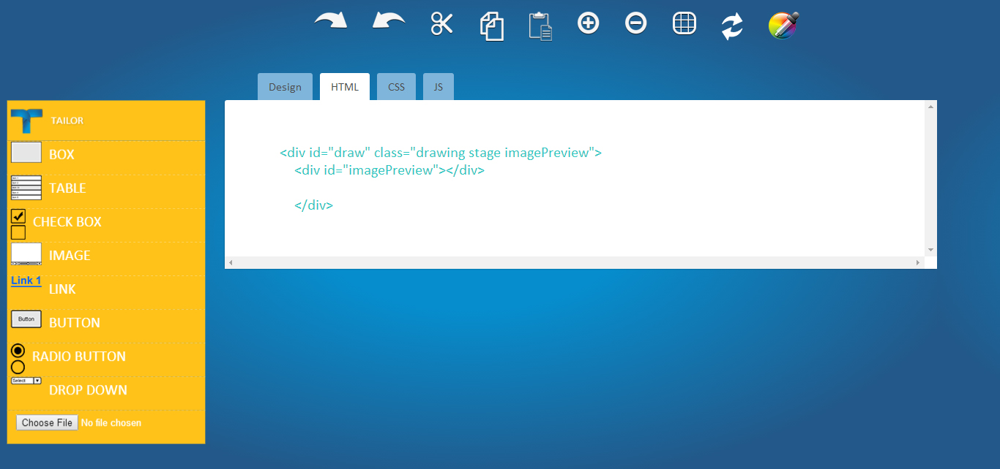 Design
HTML
CSS
JS
TAILOR
BOX
TABLE
CHECK BOX
IMAGE
Link 1
LINK
Button
BUTTON
RADIO BUTTON
Select
DROP DOWN
Choose File No file chosen
<div id="draw" class="drawing stage imagePreview">
<div id="imagePreview"></div>
</div>